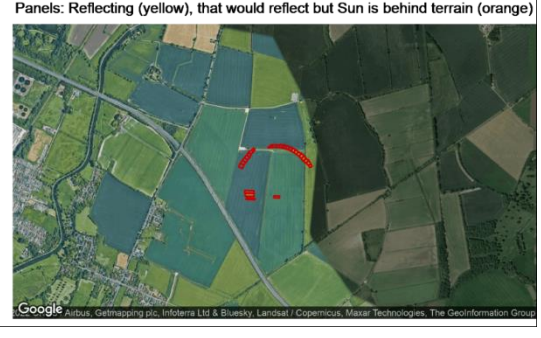 Panels: Reflecting (yellow), that would reflect but Sun is behind terrain (orange)
Google Airbus, Getmapping plc, Infoterra Ltd & Bluesky, Landsat / Copernicus, Maxar Technologies, The GeoInformation Group